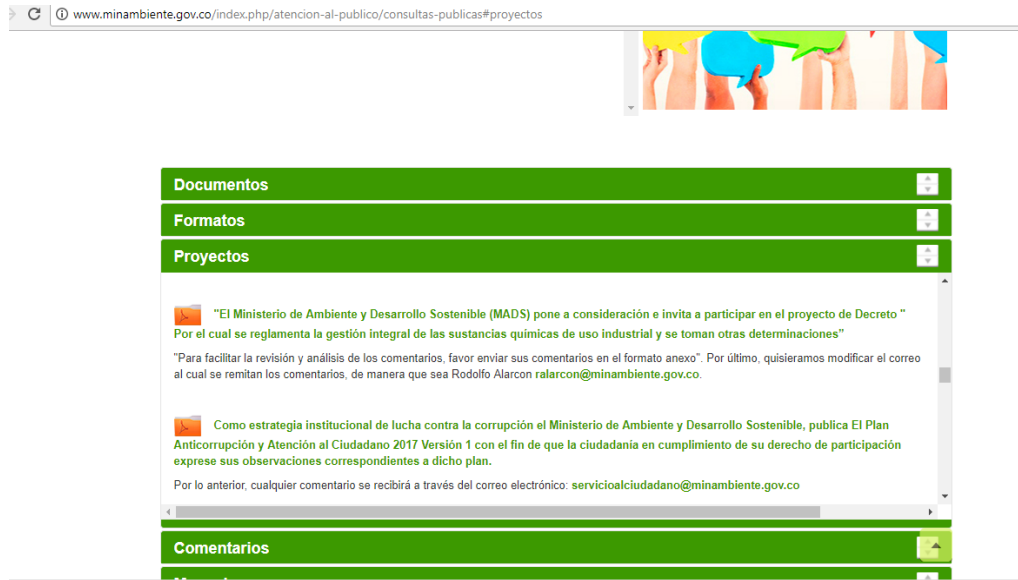 www.minambiente.gov.co/index.php/atencion-al-publico/consultas-publicas#proyectos
Documentos
Formatos
Proyectos
"El Ministerio de Ambiente y Desarrollo Sostenible (MADS) pone a consideración e invita a participar en el proyecto de Decreto "
Por el cual se reglamenta la gestión integral de las sustancias químicas de uso industrial y se toman otras determinaciones"
"Para facilitar la revisión y análisis de los comentarios, favor enviar sus comentarios en el formato anexo". Por último, quisieramos modificar el correo
al cual se remitan los comentarios, de manera que sea Rodolfo Alarcon ralarcon@minambiente.gov.co.
Como estrategia institucional de lucha contra la corrupción el Ministerio de Ambiente y Desarrollo Sostenible, publica El Plan
Anticorrupción y Atención al Ciudadano 2017 Versión 1 con el fin de que la ciudadanía en cumplimiento de su derecho de participación
exprese sus observaciones correspondientes a dicho plan.
Por lo anterior, cualquier comentario se recibirá a través del correo electrónico: servicioalciudadano@minambiente.gov.co
Comentarios